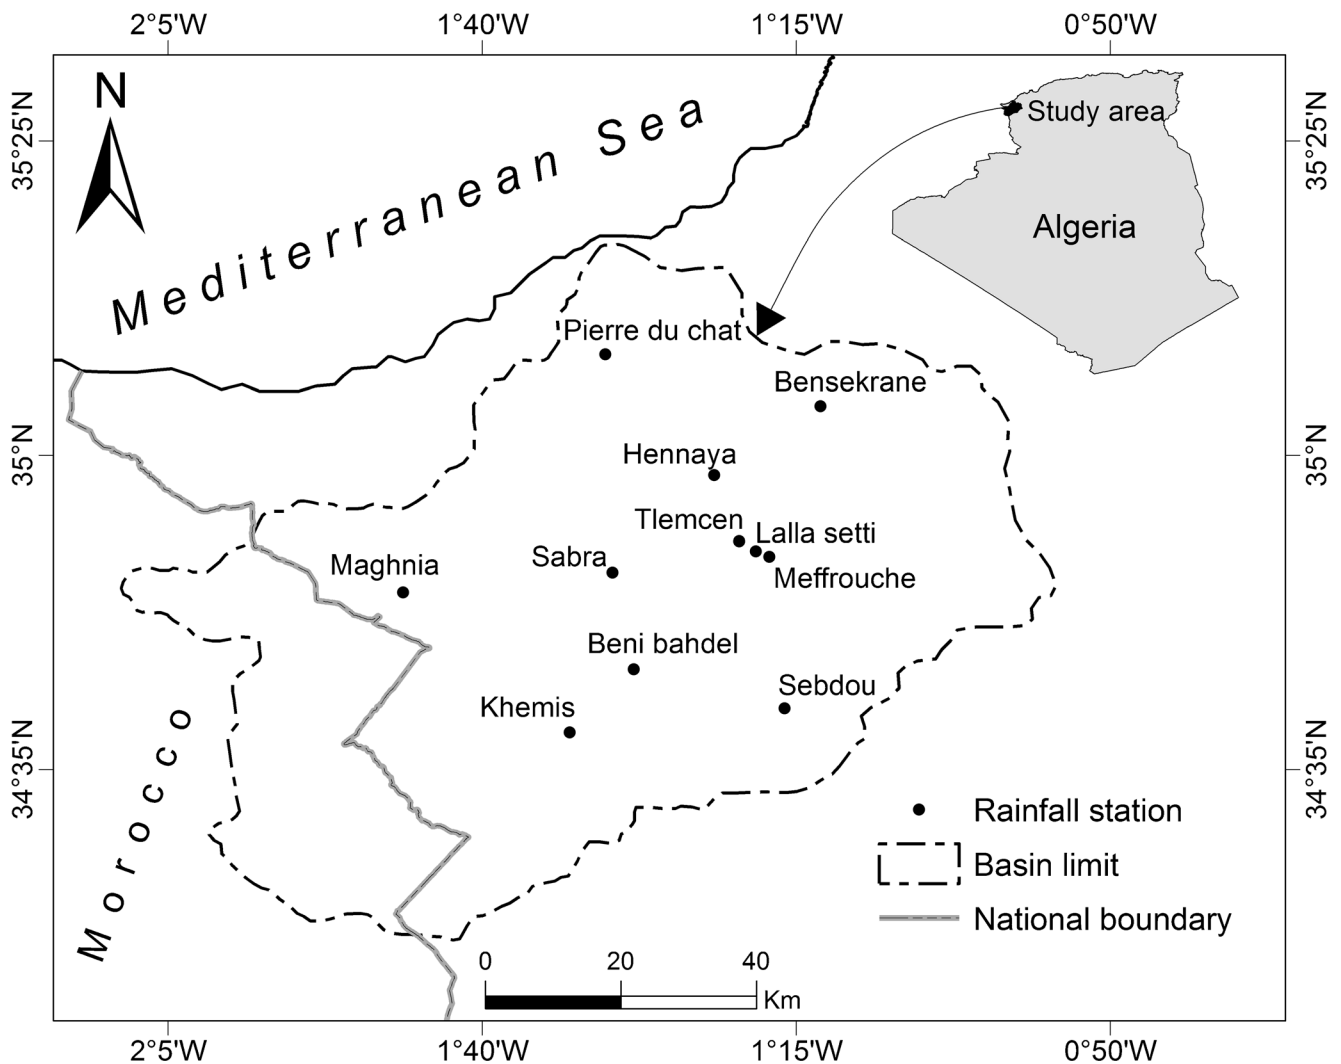 2°5'W 1°40'W 1°15'W 0°50'W
N
35°25'N
35°25'N
Mediterranean Sea
Study area
Algeria
Pierre du chat
Bensekrane
35°N
35°N
Hennaya
Tlemcen
Lalla setti
Sabra
Maghnia
Meffrouche
Beni bahdel
Sebdou
Khemis
Morocco
34°35'N
34°35'N
Rainfall station
Basin limit
National boundary
0 20 40
Km
2°5'W 1°40'W 1°15'W 0°50'W